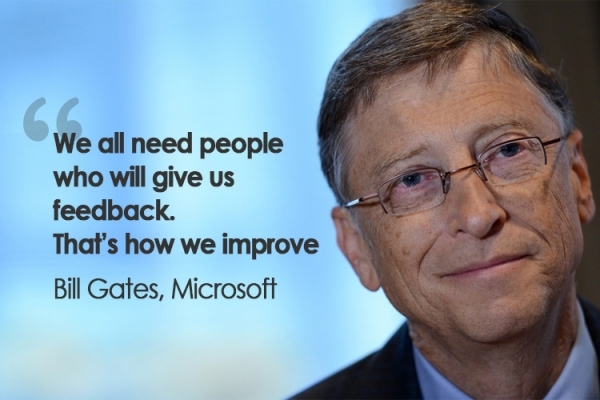 “
We all need people
who will give us
feedback.
That's how we improve
Bill Gates, Microsoft